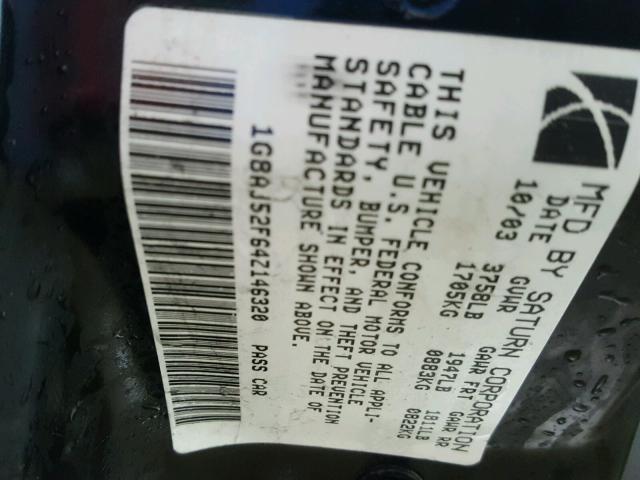 MFD BY SATURN CORPORATION
DATE GVWR GAWR FRT GAWR RR
10/03 3758LB 1947LB 1811LB
1705KG 0883KG 0822KG
THIS VEHICLE CONFORMS TO ALL APPLI-
CABLE U.S. FEDERAL MOTOR VEHICLE
SAFETY, BUMPER, AND THEFT PREVENTION
STANDARDS IN EFFECT ON THE DATE OF
MANUFACTURE SHOWN ABOVE.
1G8AJ52F64Z146320 PASS CAR